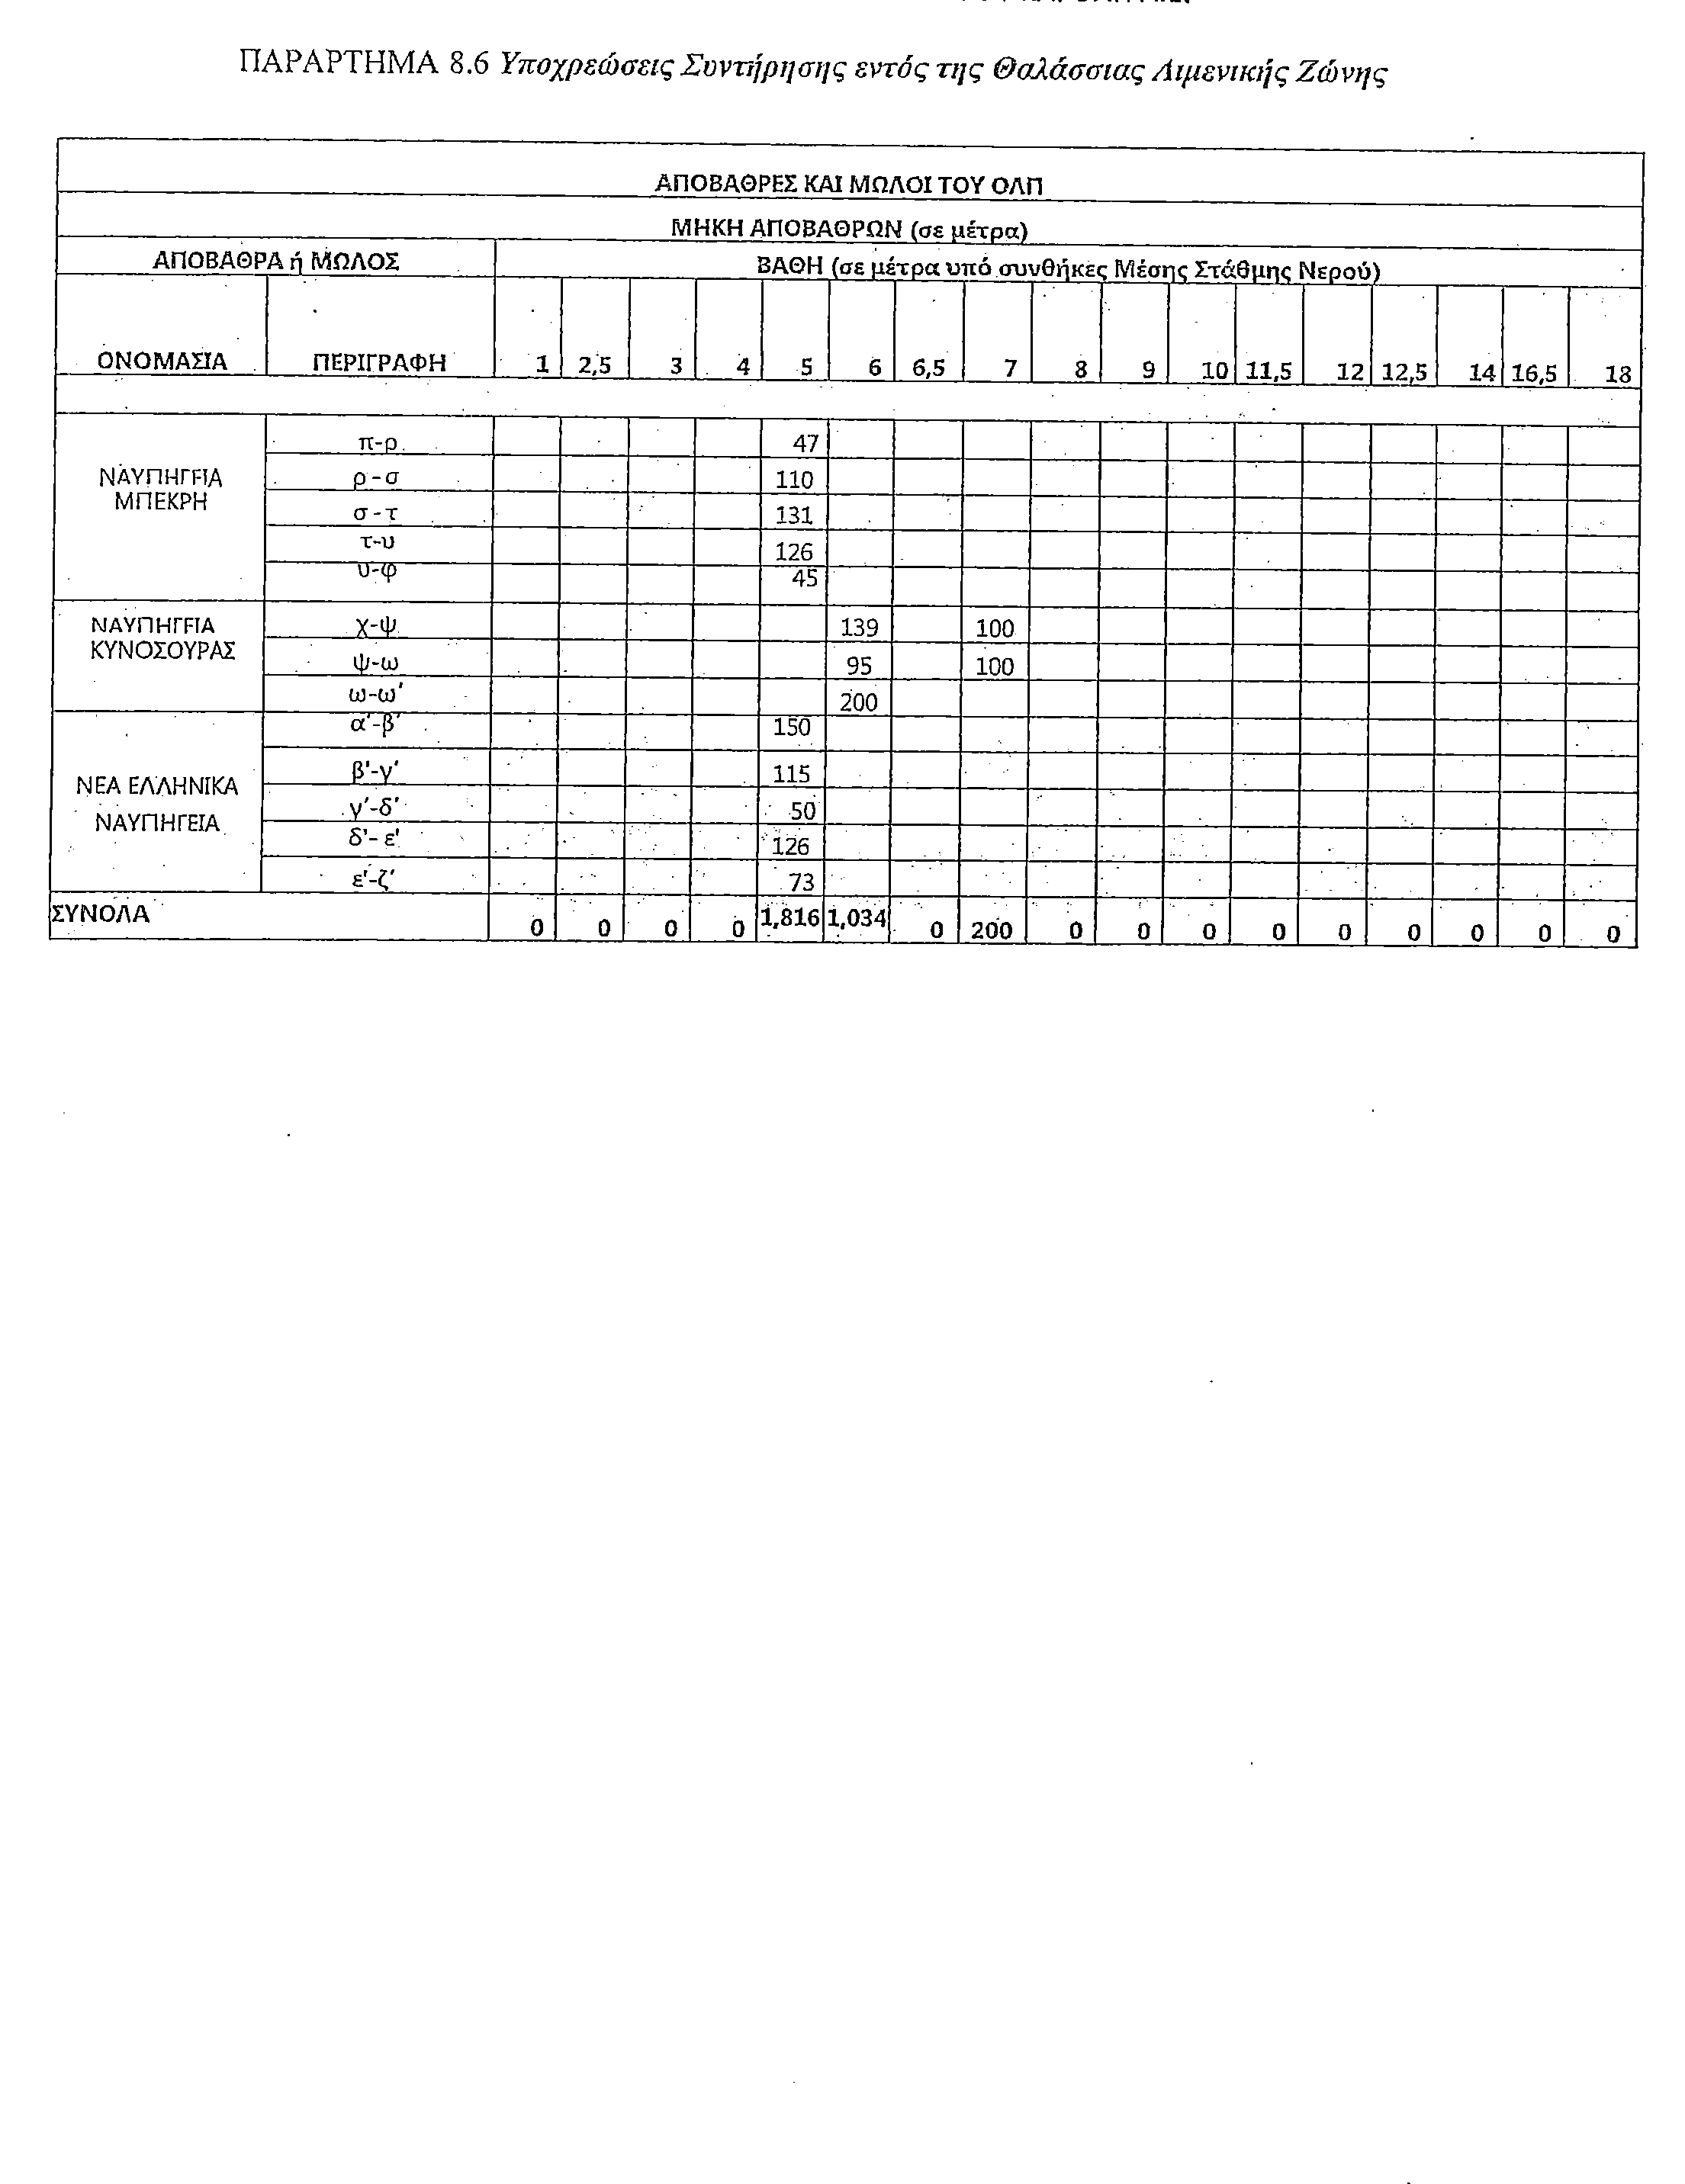 ΠΑΡΑΡΤΗΜΑ 8.6 Υποχρεώσεις Συντήρησης εντός της Θαλάσσιας Λιμενικής Ζώνης
ΑΠΟΒΑΘΡΕΣ ΚΑΙ ΜΩΛΟΙ ΤΟΥ ΟΛΠ
ΜΗΚΗ ΑΠΟΒΑΘΡΩΝ (σε μέτρα)
ΑΠΟΒΑΘΡΑ ή ΜΩΛΟΣ ΒΑΘΗ (σε μέτρα υπό συνθήκες Μέσης Στάθμης Νερού)
ΟΝΟΜΑΣΙΑ ΠΕΡΙΓΡΑΦΗ 1 2,5 3 4 5 6 6,5 7 8 9 10 11,5 12 12,5 14 16,5 18
ΝΑΥΠΗΓΕΙΑ
ΜΠΕΚΡΗ
π-ρ 47
ρ-σ 110
σ-τ 131
τ-υ 126
υ-φ 45
ΝΑΥΠΗΓΕΙΑ
ΚΥΝΟΣΟΥΡΑΣ
χ-ψ 139 100
ψ-ω 95 100
ω-ω' 200
ΝΕΑ ΕΛΛΗΝΙΚΑ
ΝΑΥΠΗΓΕΙΑ
α'-β' 150
β'-γ' 115
γ'-δ' 50
δ'-ε' 126
ε'-ζ' 73
ΣΥΝΟΛΑ 0 0 0 0 1,816 1,034 0 200 0 0 0 0 0 0 0 0 0